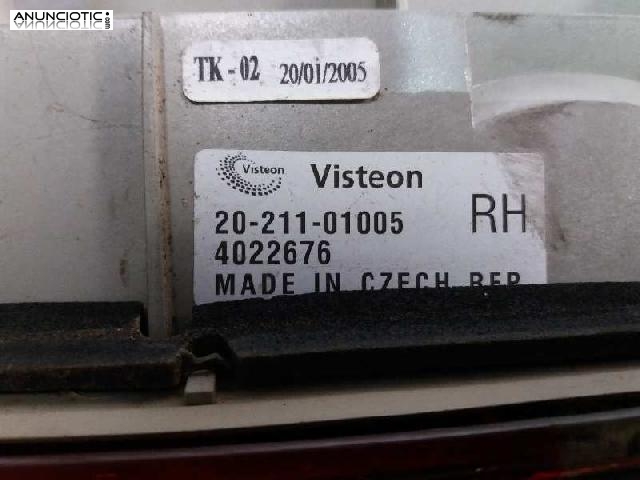 ANUNCIOTIC
TK-02 20/01/2005
Visteon Visteon
20-211-01005 RH
4022676
MADE IN CZECH REP